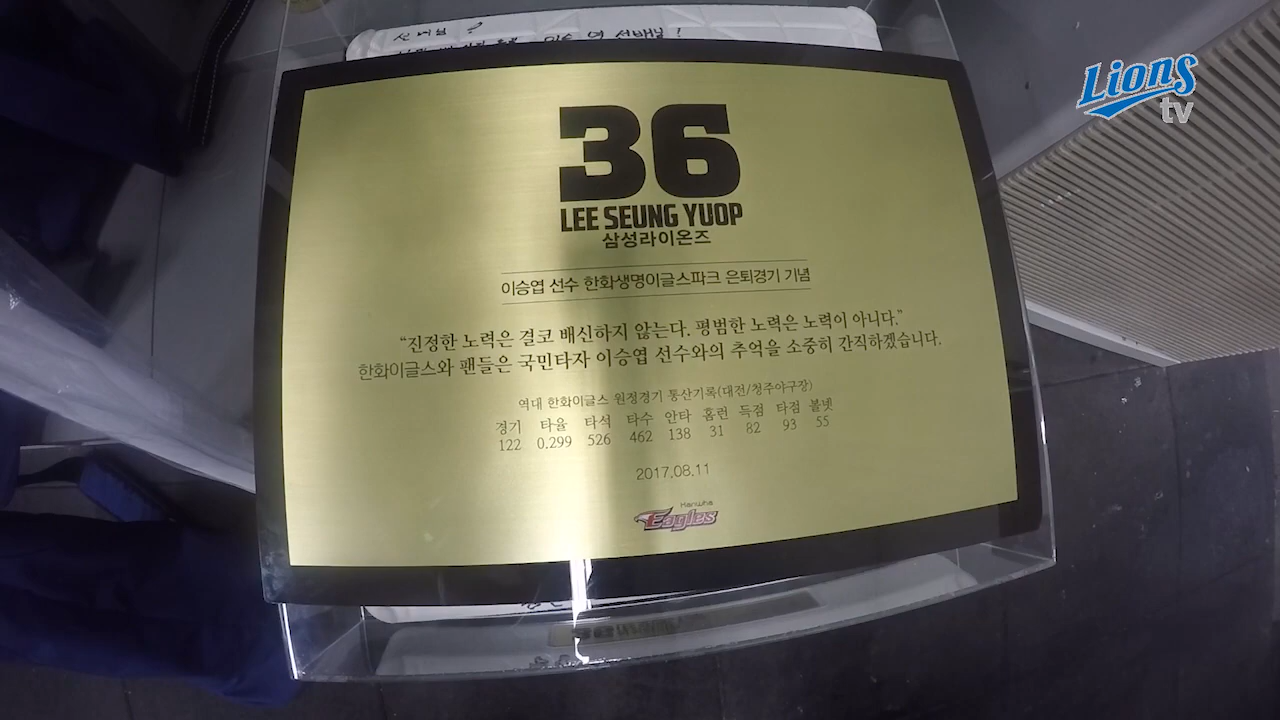 선배님
선배님!
Lions
tv
36
LEE SEUNG YUOP
삼성라이온즈
이승엽 선수 한화생명이글스파크 은퇴경기 기념
“진정한 노력은 결코 배신하지 않는다. 평범한 노력은 노력이 아니다.”
한화이글스와 팬들은 국민타자 이승엽 선수와의 추억을 소중히 간직하겠습니다.
역대 한화이글스 원정경기 통산기록(대전/청주야구장)
경기 타율 타석 타수 안타 홈런 득점 타점 볼넷
122 0.299 526 462 138 31 82 93 55
2017.08.11
Hanwha
Eagles